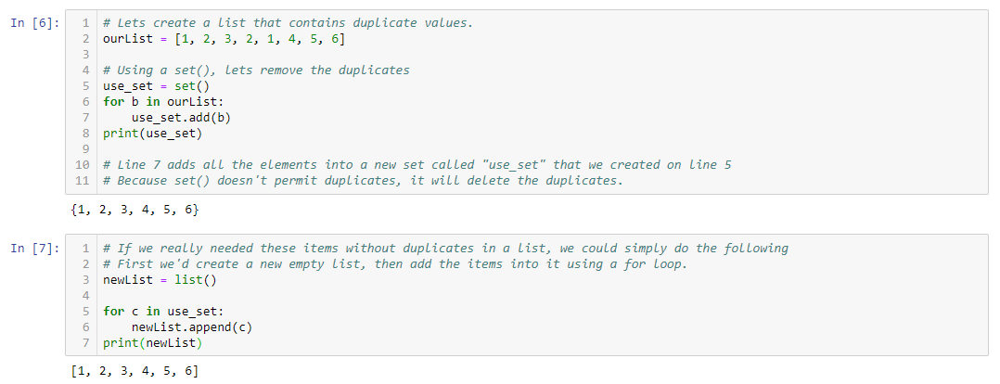 In [6]:
1 # Lets create a list that contains duplicate values.
2 ourList = [1, 2, 3, 2, 1, 4, 5, 6]
3
4 # Using a set(), lets remove the duplicates
5 use_set = set()
6 for b in ourList:
7     use_set.add(b)
8 print(use_set)
9
10 # Line 7 adds all the elements into a new set called "use_set" that we created on line 5
11 # Because set() doesn't permit duplicates, it will delete the duplicates.
{1, 2, 3, 4, 5, 6}
In [7]:
1 # If we really needed these items without duplicates in a list, we could simply do the following
2 # First we'd create a new empty list, then add the items into it using a for loop.
3 newList = list()
4
5 for c in use_set:
6     newList.append(c)
7 print(newList)
[1, 2, 3, 4, 5, 6]